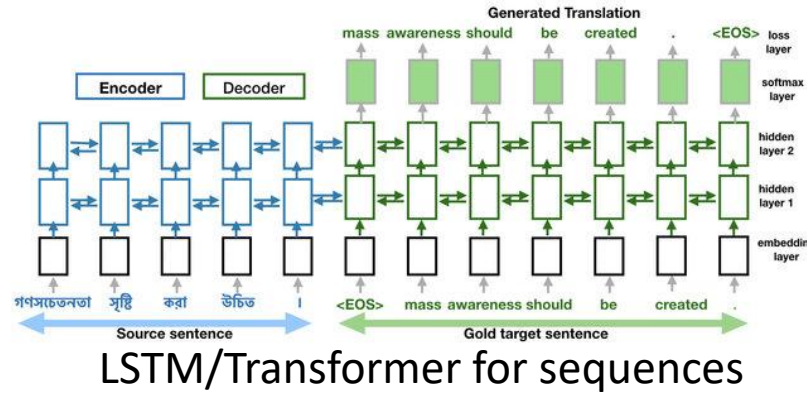 Generated Translation
mass awareness should be created . <EOS>
loss layer
softmax layer
Encoder
Decoder
hidden layer 2
hidden layer 1
embeddin layer
গণসচেতনতা সৃষ্টি করা উচিত ।
<EOS> mass awareness should be created .
Source sentence
Gold target sentence
LSTM/Transformer for sequences